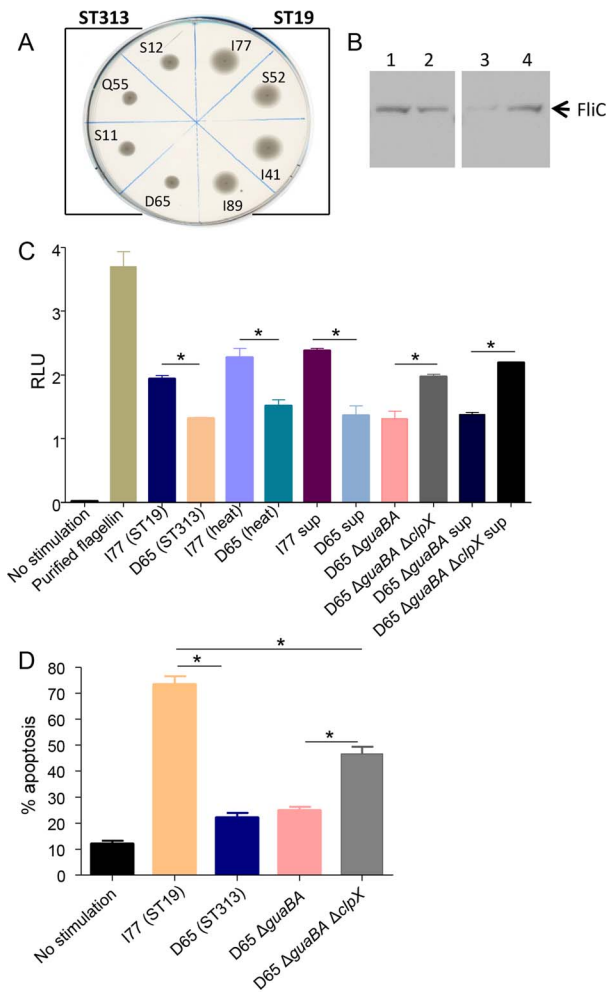 ST313 ST19
A
S12 I77
Q55 S52
S11 I41
D65 I89
B
1 2 3 4
FliC
C
RLU
4
3
2
1
0
No stimulation
Purified flagellin
I77 (ST19)
D65 (ST313)
I77 (heat)
D65 (heat)
I77 sup
D65 sup
D65 ΔguaBA
D65 ΔguaBA ΔclpX
D65 ΔguaBA sup
D65 ΔguaBA ΔclpX sup
* * * * *
D
% apoptosis
80
70
60
50
40
30
20
10
0
* * *
No stimulation
I77 (ST19)
D65 (ST313)
D65 ΔguaBA
D65 ΔguaBA ΔclpX